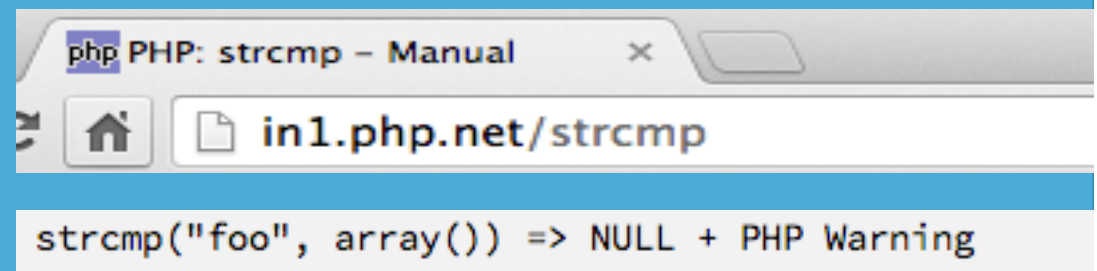 php PHP: strcmp – Manual
in1.php.net/strcmp
strcmp("foo", array()) => NULL + PHP Warning